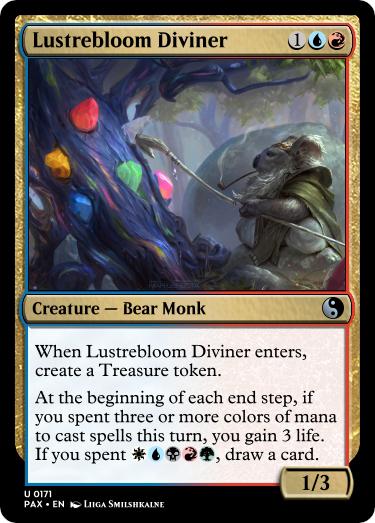 Lustrebloom Diviner 1
Creature — Bear Monk
When Lustrebloom Diviner enters,
create a Treasure token.
At the beginning of each end step, if
you spent three or more colors of mana
to cast spells this turn, you gain 3 life.
If you spent , draw a card.
1/3
U 0171
PAX • EN Liiga Smilshkalne